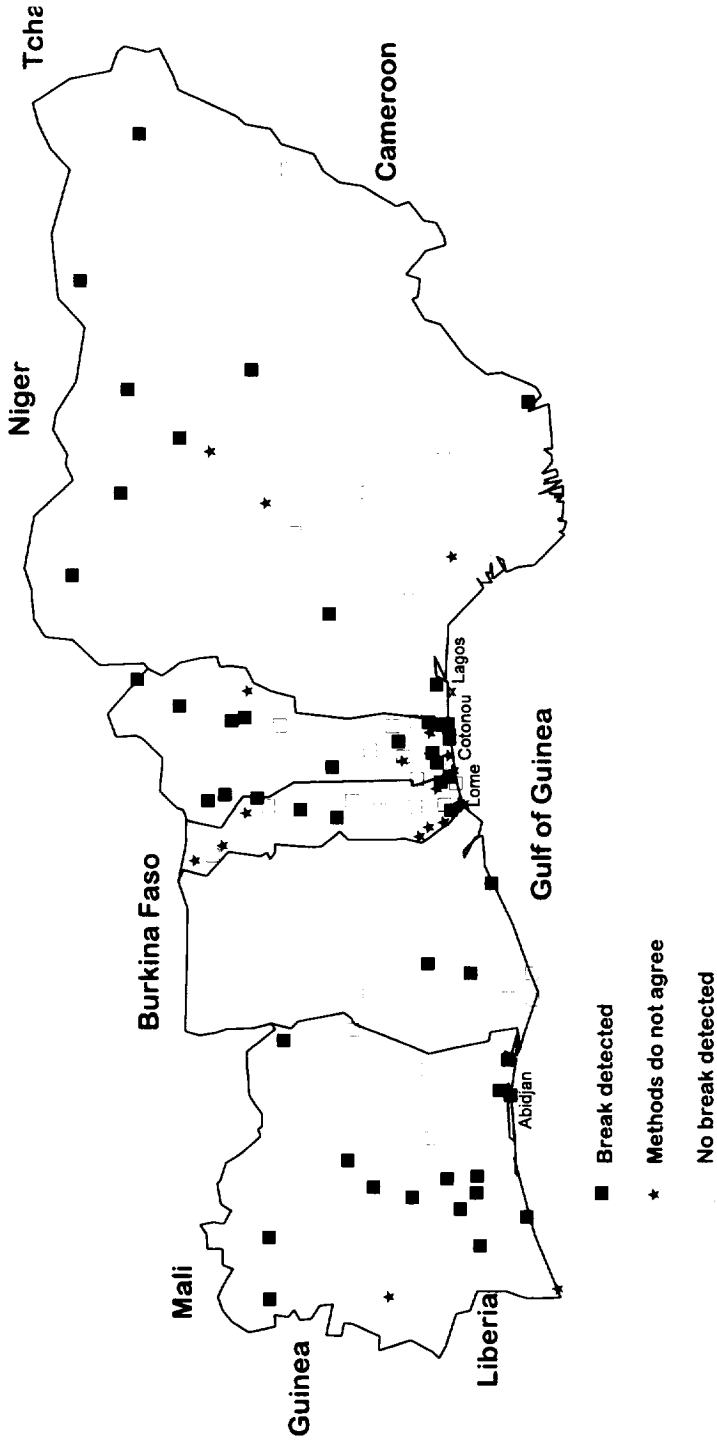 Tcha
Niger
Cameroon
Burkina Faso
Mali
Guinea
Liberia
Abidjan
Lome
Cotonou
Lagos
Gulf of Guinea
Break detected
Methods do not agree
No break detected